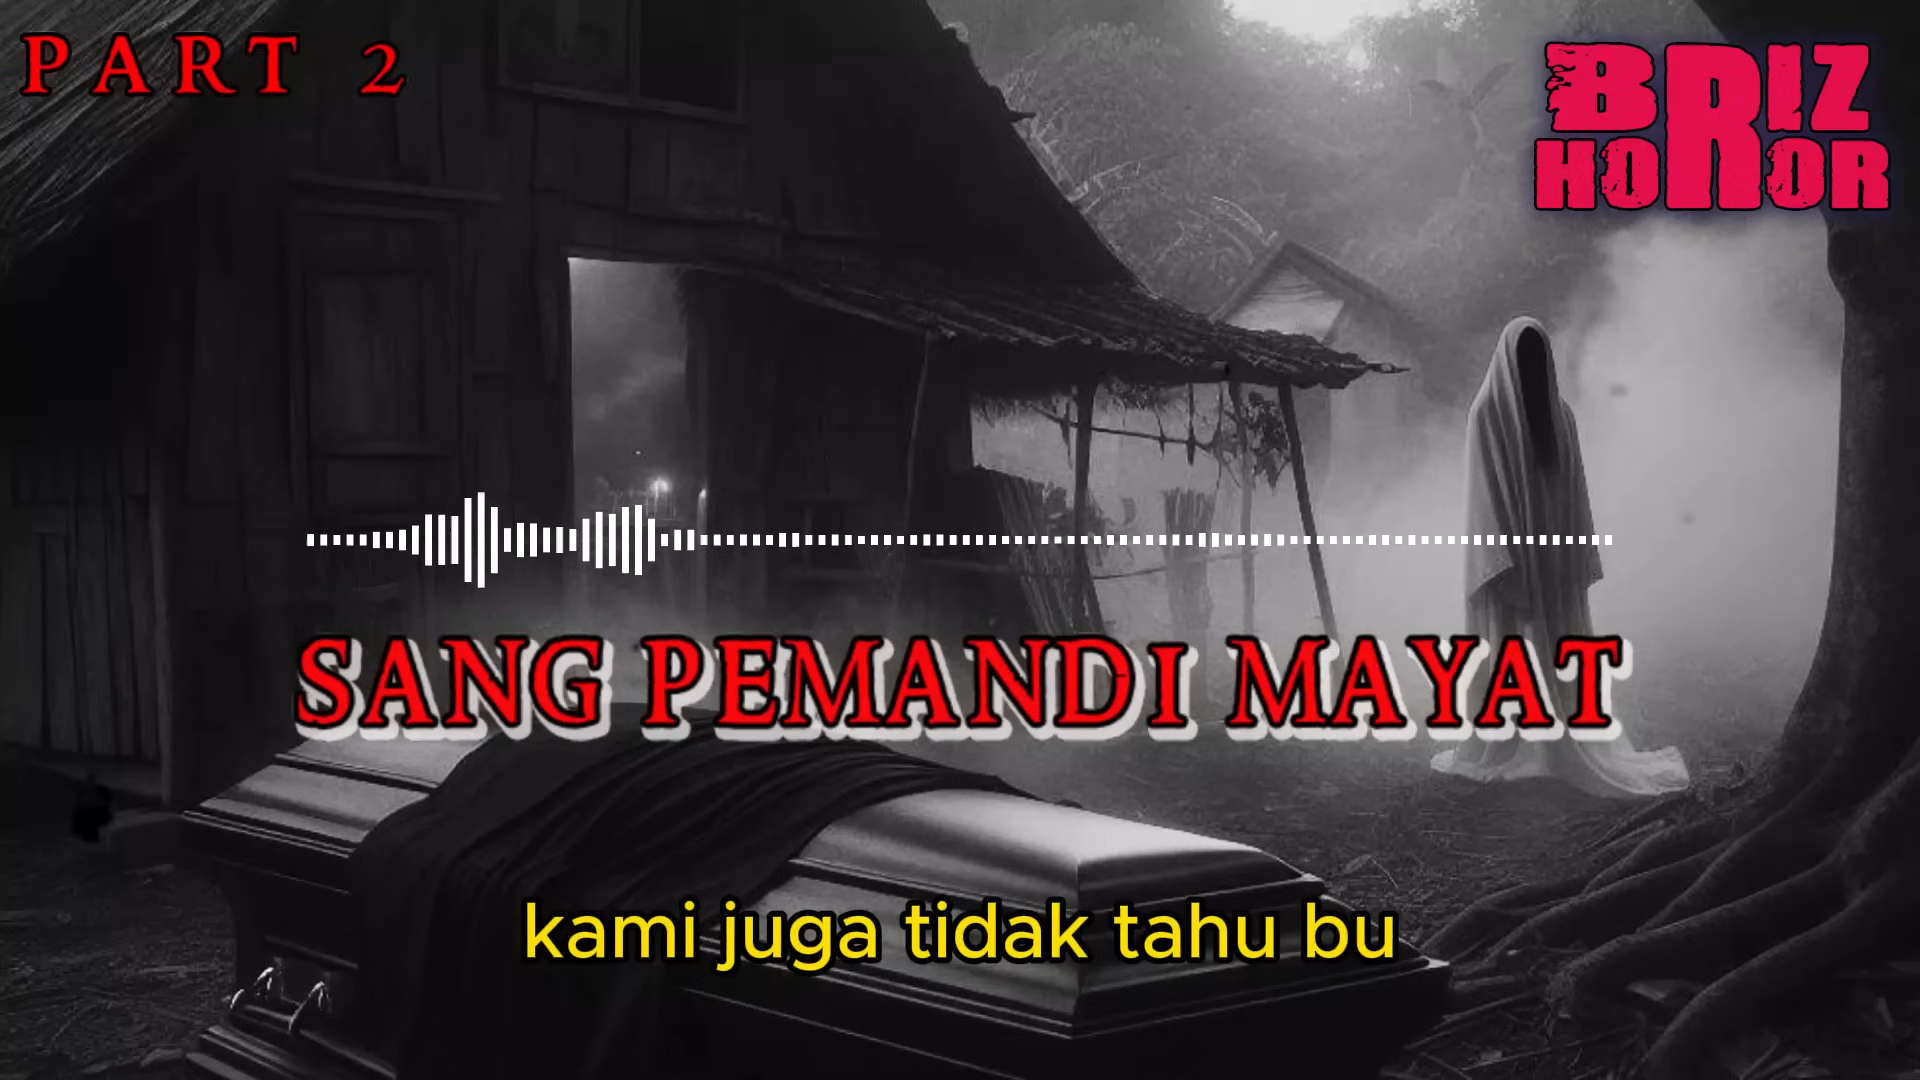 PART 2
BRIZ
HOROR
SANG PEMANDI MAYAT
kami juga tidak tahu bu